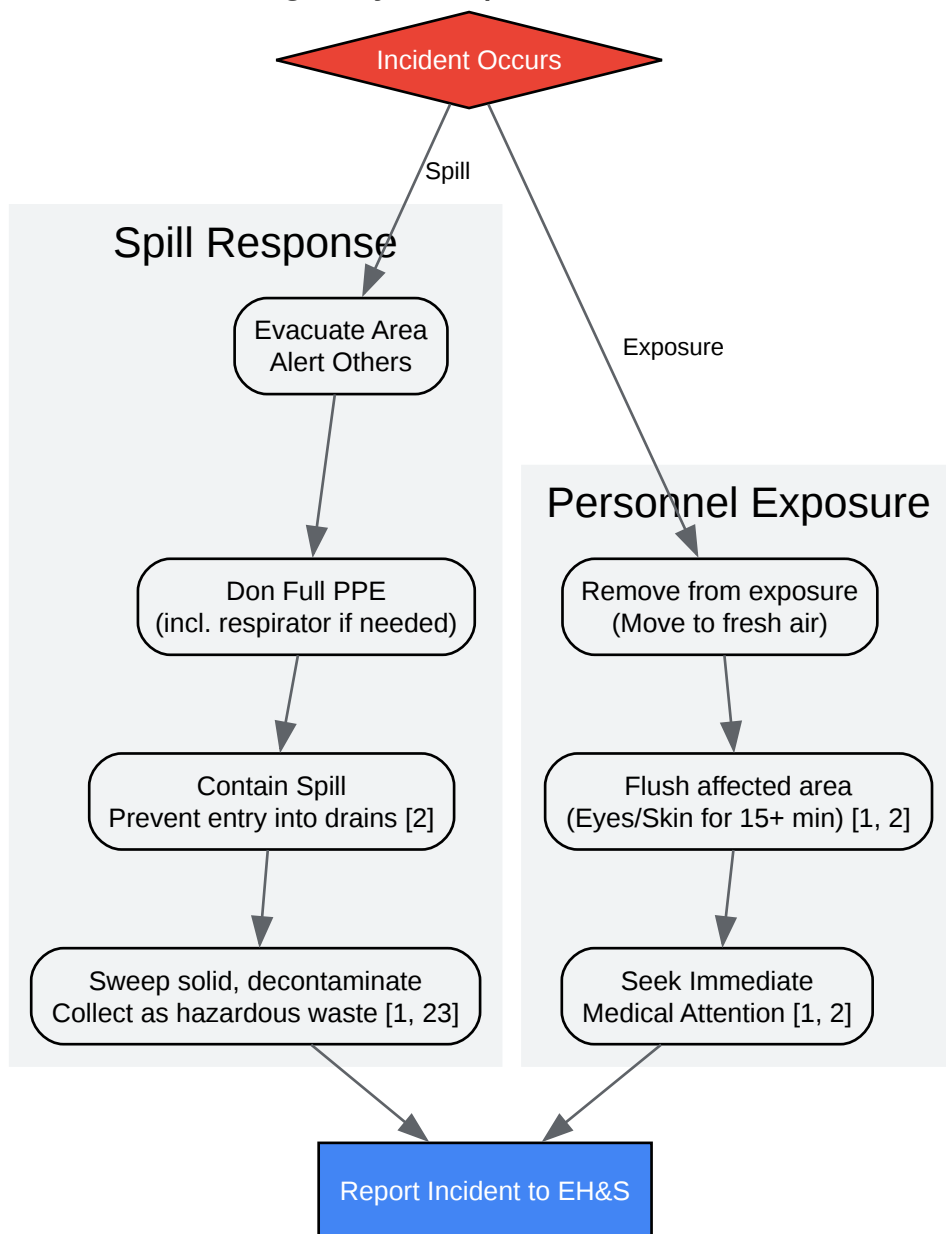 Incident Occurs
Spill
Spill Response
Evacuate Area
Alert Others
Exposure
Personnel Exposure
Don Full PPE
(incl. respirator if needed)
Remove from exposure
(Move to fresh air)
Contain Spill
Prevent entry into drains [2]
Flush affected area
(Eyes/Skin for 15+ min) [1, 2]
Sweep solid, decontaminate
Collect as hazardous waste [1, 23]
Seek Immediate
Medical Attention [1, 2]
Report Incident to EH&S